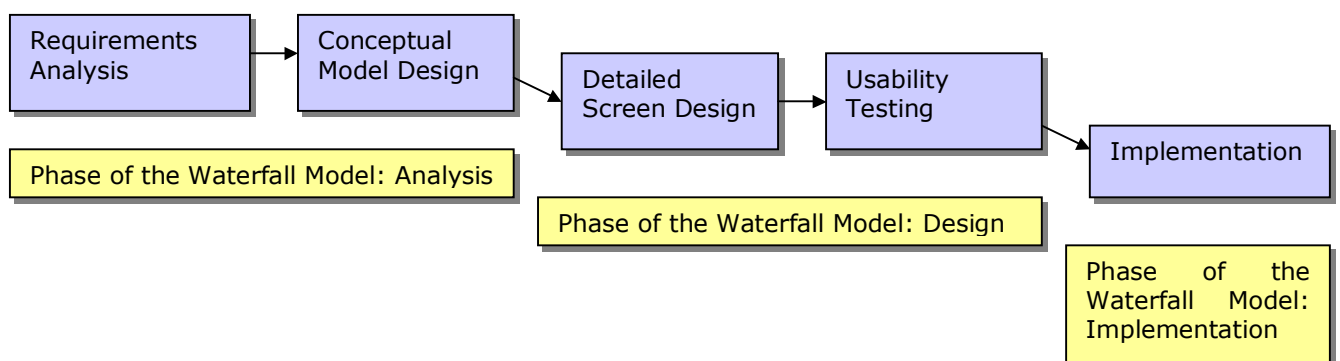 Requirements
Analysis
Conceptual
Model Design
Detailed
Screen Design
Usability
Testing
Implementation
Phase of the Waterfall Model: Analysis
Phase of the Waterfall Model: Design
Phase of the
Waterfall Model:
Implementation